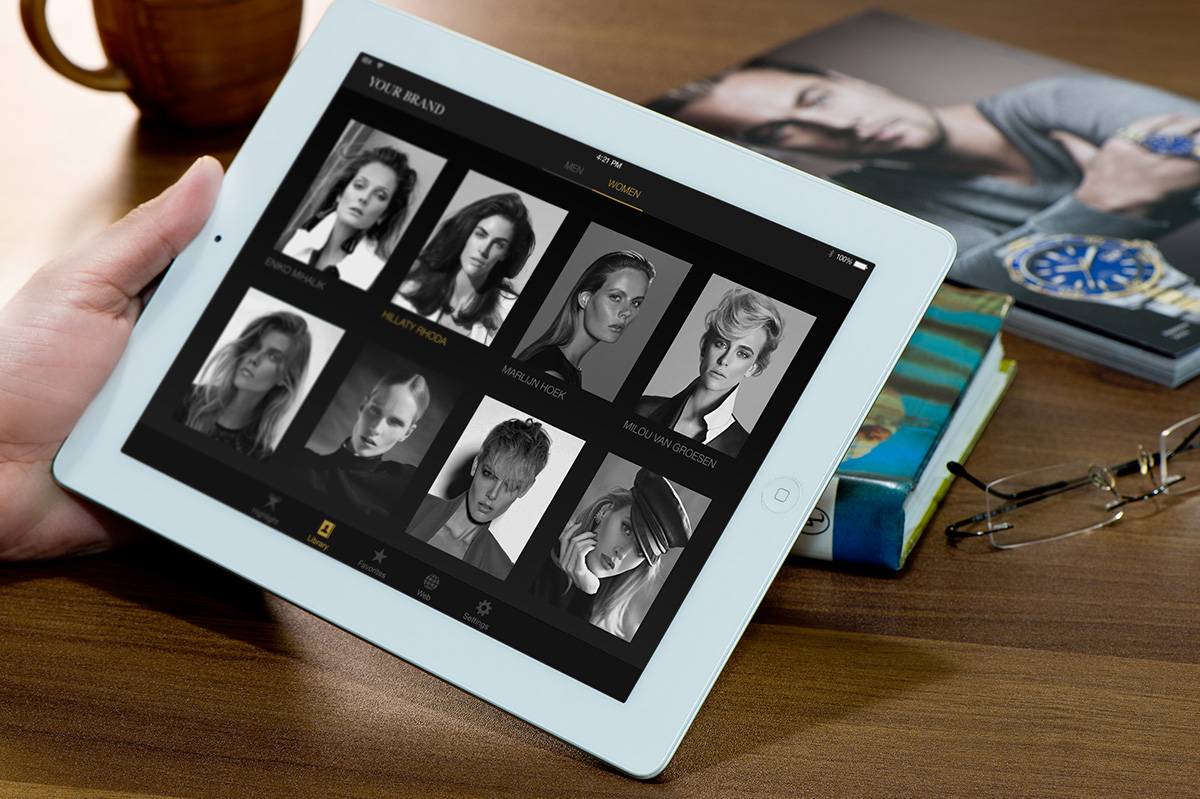 YOUR BRAND
4:21 PM
100%
MEN
WOMEN
ENIKO MIHALIK
HILLATY RHODA
MARLIJN HOEK
MILOU VAN GROESEN
Highlight
Library
Favorites
Web
Settings